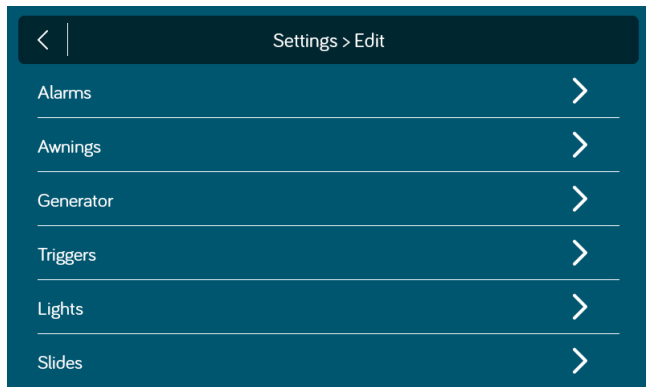 Settings > Edit
Alarms
Awnings
Generator
Triggers
Lights
Slides